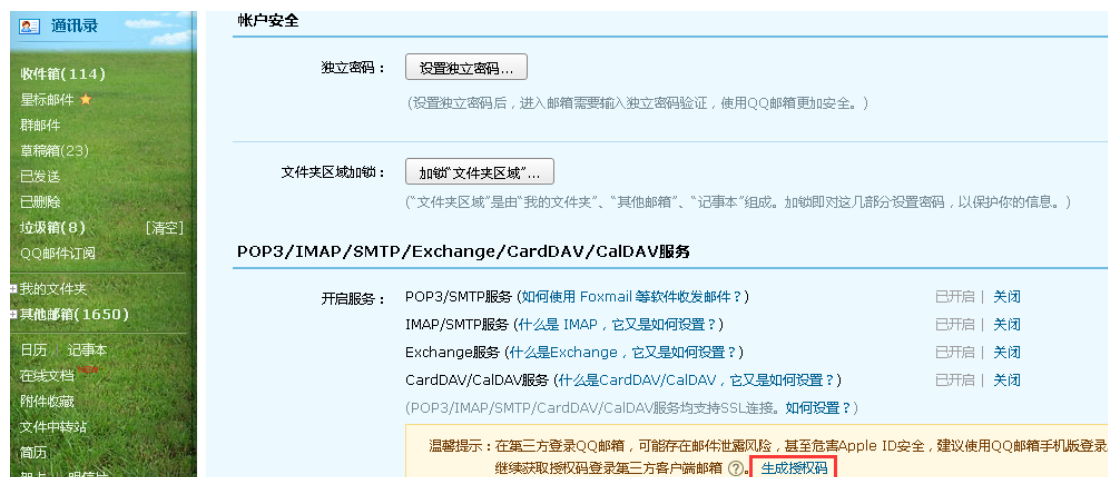 通讯录
收件箱(114)
星标邮件
群邮件
草稿箱(23)
已发送
已删除
垃圾箱(8) [清空]
QQ邮件订阅
我的文件夹
其他邮箱(1650)
日历 记事本
在线文档
附件收藏
文件中转站
简历
贺卡 明信片
帐户安全
独立密码： 设置独立密码...
(设置独立密码后，进入邮箱需要输入独立密码验证，使用QQ邮箱更加安全。)
文件夹区域加锁： 加锁“文件夹区域”...
(“文件夹区域”是由“我的文件夹”、“其他邮箱”、“记事本”组成。加锁即对这几部分设置密码，以保护你的信息。)
POP3/IMAP/SMTP/Exchange/CardDAV/CalDAV服务
开启服务： POP3/SMTP服务 (如何使用 Foxmail 等软件收发邮件？) 已开启 | 关闭
IMAP/SMTP服务 (什么是 IMAP，它又是如何设置？) 已开启 | 关闭
Exchange服务 (什么是Exchange，它又是如何设置？) 已开启 | 关闭
CardDAV/CalDAV服务 (什么是CardDAV/CalDAV，它又是如何设置？) 已开启 | 关闭
(POP3/IMAP/SMTP/CardDAV/CalDAV服务均支持SSL连接。如何设置？)
温馨提示：在第三方登录QQ邮箱，可能存在邮件泄露风险，甚至危害Apple ID安全，建议使用QQ邮箱手机版登录
继续获取授权码登录第三方客户端邮箱 ?。 生成授权码